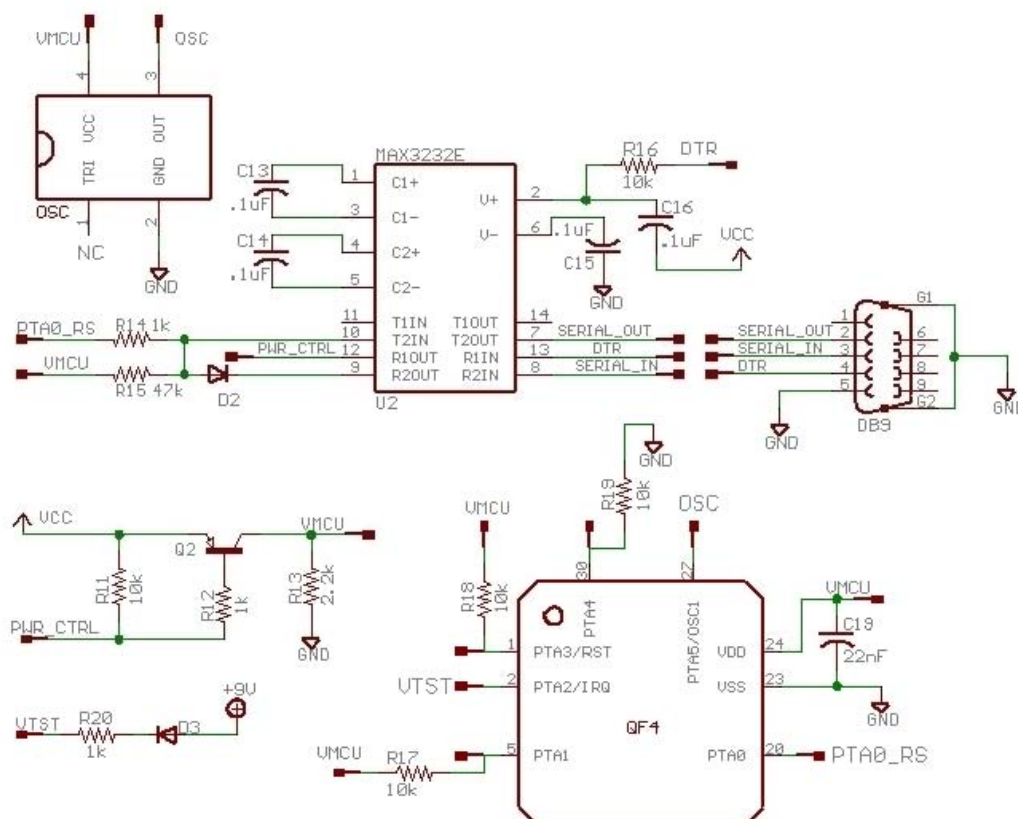 VMCU
OSC
4
3
VCC
OUT
TRI
GND
OSC
1
2
NC
GND
MAX3232E
C13
.1uF
C14
.1uF
1
3
4
5
C1+
C1-
C2+
C2-
V+
V-
2
6
R16
10k
DTR
C16
.1uF
.1uF
C15
VCC
GND
PTA0_RS
R14 1k
VMCU
R15 47k
D2
PWR_CTRL
11
10
12
9
T1IN
T2IN
R1OUT
R2OUT
T1OUT
T2OUT
R1IN
R2IN
14
7
13
8
SERIAL_OUT
DTR
SERIAL_IN
U2
SERIAL_OUT
SERIAL_IN
DTR
1
2
3
4
5
6
7
8
9
G1
G2
DB9
GND
GND
VCC
Q2
VMCU
R11
10k
R12
1k
R13
2.2k
PWR_CTRL
GND
+9V
VTST
R20
1k
D3
GND
R19
10k
VMCU
OSC
R18
10k
30
27
PTA4
PTA5/OSC1
VMCU
C19
22nF
1
PTA3/RST
VDD
24
VTST
2
PTA2/IRQ
VSS
23
GND
QF4
VMCU
R17
10k
5
PTA1
PTA0
20
PTA0_RS